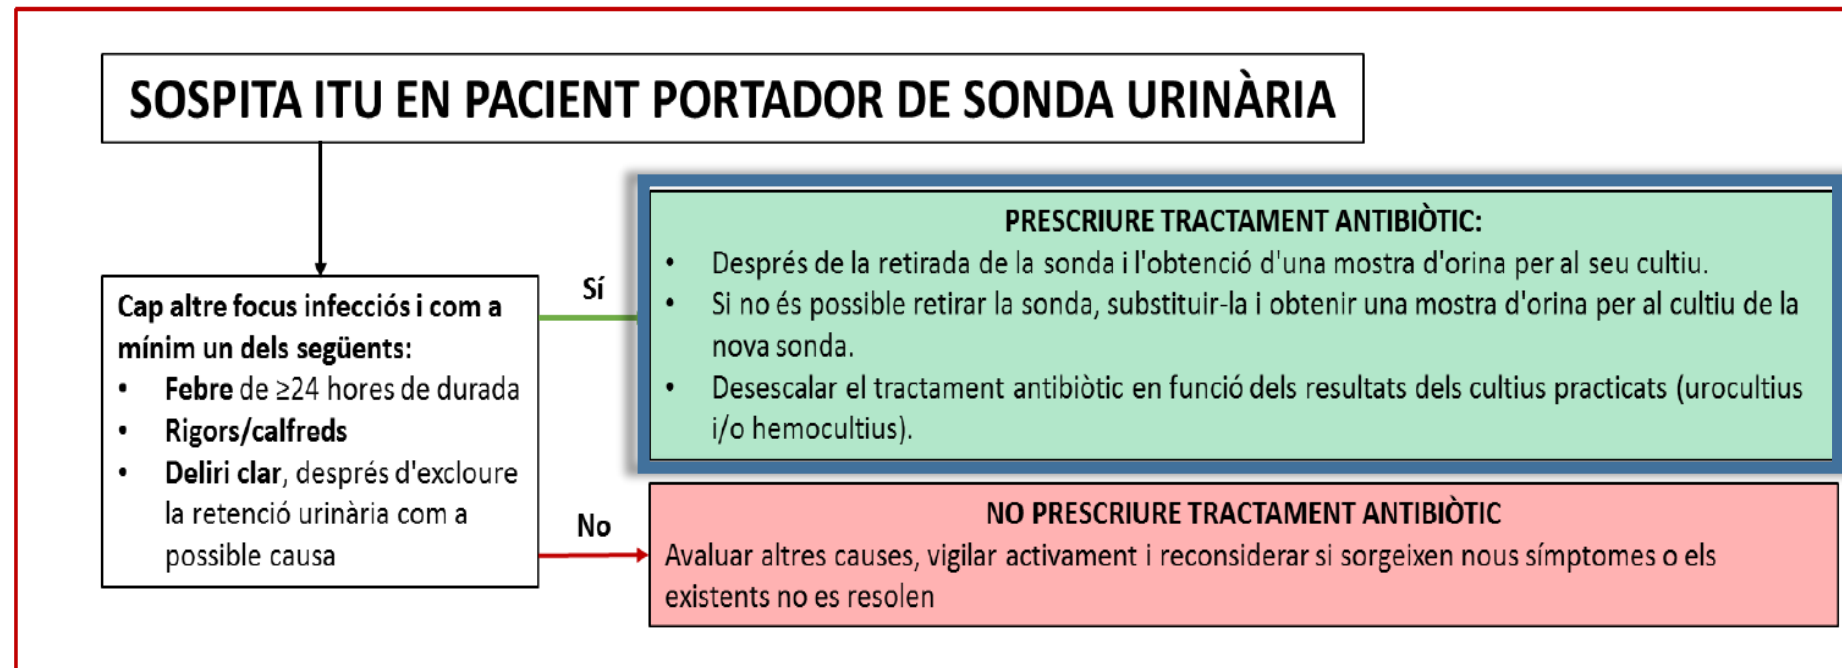 SOSPITA ITU EN PACIENT PORTADOR DE SONDA URINÀRIA
Cap altre focus infecciós i com a
mínim un dels següents:
• Febre de ≥24 hores de durada
• Rigors/calfreds
• Deliri clar, després d'excloure
la retenció urinària com a
possible causa
Sí
PRESCRIURE TRACTAMENT ANTIBIÒTIC:
• Després de la retirada de la sonda i l'obtenció d'una mostra d'orina per al seu cultiu.
• Si no és possible retirar la sonda, substituir-la i obtenir una mostra d'orina per al cultiu de la
nova sonda.
• Desescalar el tractament antibiòtic en funció dels resultats dels cultius practicats (urocultius
i/o hemocultius).
No
NO PRESCRIURE TRACTAMENT ANTIBIÒTIC
Avaluar altres causes, vigilar activament i reconsiderar si sorgeixen nous símptomes o els
existents no es resolen